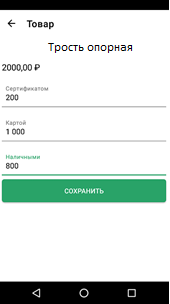 Товар
Трость опорная
2000,00 ₽
Сертификатом
200
Картой
1 000
Наличными
800
СОХРАНИТЬ